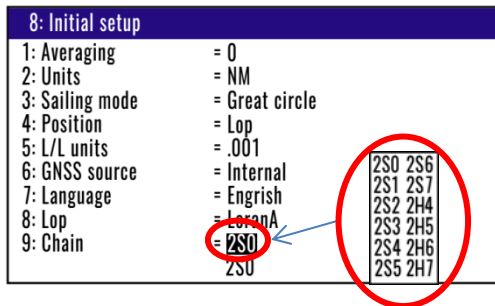 8: Initial setup
1: Averaging = 0
2: Units = NM
3: Sailing mode = Great circle
4: Position = Lop
5: L/L units = .001
6: GNSS source = Internal
7: Language = Engrish
8: Lop = LoranA
9: Chain = 2S0
2S0
2S0 2S6
2S1 2S7
2S2 2H4
2S3 2H5
2S4 2H6
2S5 2H7